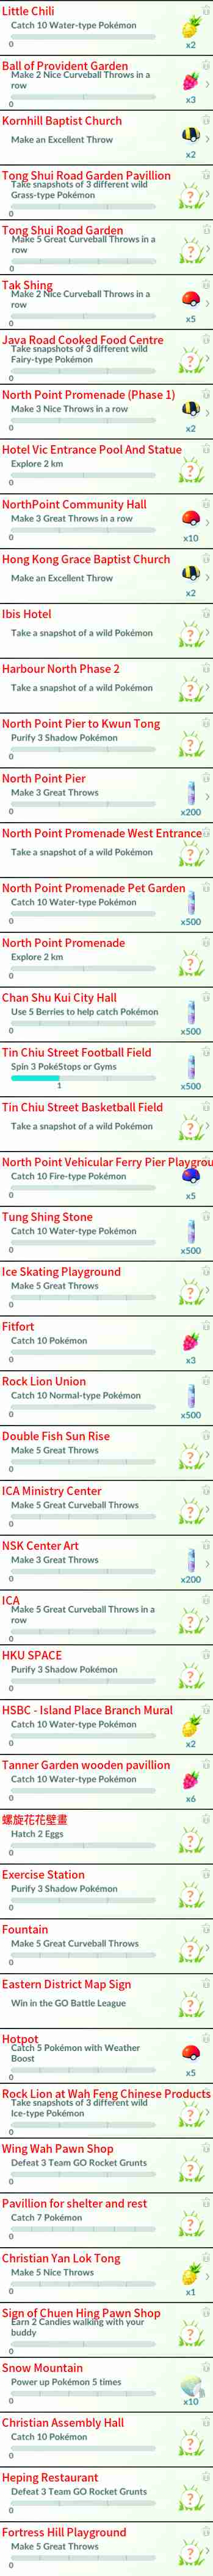 Little Chili
Catch 10 Water-type Pokémon
0
x2
Ball of Provident Garden
Make 2 Nice Curveball Throws in a
row
0
x3
Kornhill Baptist Church
Make an Excellent Throw
x2
Tong Shui Road Garden Pavillion
Take snapshots of 3 different wild
Grass-type Pokémon
?
0
Tong Shui Road Garden
Make 5 Great Curveball Throws in a
row
?
0
Tak Shing
Make 2 Nice Curveball Throws in a
row
0
x5
Java Road Cooked Food Centre
Take snapshots of 3 different wild
Fairy-type Pokémon
?
0
North Point Promenade (Phase 1)
Make 3 Nice Throws in a row
0
x2
Hotel Vic Entrance Pool And Statue
Explore 2 km
?
0
NorthPoint Community Hall
Make 3 Great Throws in a row
0
x10
Hong Kong Grace Baptist Church
Make an Excellent Throw
x2
Ibis Hotel
Take a snapshot of a wild Pokémon
?
Harbour North Phase 2
Take a snapshot of a wild Pokémon
?
North Point Pier to Kwun Tong
Purify 3 Shadow Pokémon
?
0
North Point Pier
Make 3 Great Throws
0
x200
North Point Promenade West Entrance
Take a snapshot of a wild Pokémon
?
North Point Promenade Pet Garden
Catch 10 Water-type Pokémon
0
x500
North Point Promenade
Explore 2 km
?
0
Chan Shu Kui City Hall
Use 5 Berries to help catch Pokémon
0
x500
Tin Chiu Street Football Field
Spin 3 PokéStops or Gyms
1
x500
Tin Chiu Street Basketball Field
Take a snapshot of a wild Pokémon
?
North Point Vehicular Ferry Pier Playgrou
Catch 10 Fire-type Pokémon
0
x5
Tung Shing Stone
Catch 10 Water-type Pokémon
0
x500
Ice Skating Playground
Make 5 Great Throws
?
0
Fitfort
Catch 10 Pokémon
0
x3
Rock Lion Union
Catch 10 Normal-type Pokémon
0
x500
Double Fish Sun Rise
Make 5 Great Throws
?
0
ICA Ministry Center
Make 5 Great Curveball Throws
?
0
NSK Center Art
Make 3 Great Throws
0
x200
ICA
Make 5 Great Curveball Throws in a
row
?
0
HKU SPACE
Purify 3 Shadow Pokémon
?
0
HSBC - Island Place Branch Mural
Catch 10 Water-type Pokémon
0
x2
Tanner Garden wooden pavillion
Catch 10 Water-type Pokémon
0
x6
螺旋花花壁畫
Hatch 2 Eggs
?
0
Exercise Station
Purify 3 Shadow Pokémon
?
0
Fountain
Make 5 Great Curveball Throws
?
0
Eastern District Map Sign
Win in the GO Battle League
?
Hotpot
Catch 5 Pokémon with Weather
Boost
0
x5
Rock Lion at Wah Feng Chinese Products
Take snapshots of 3 different wild
Ice-type Pokémon
?
0
Wing Wah Pawn Shop
Defeat 3 Team GO Rocket Grunts
?
0
Pavillion for shelter and rest
Catch 7 Pokémon
?
0
Christian Yan Lok Tong
Make 5 Nice Throws
0
x1
Sign of Chuen Hing Pawn Shop
Earn 2 Candies walking with your
buddy
?
0
Snow Mountain
Power up Pokémon 5 times
0
x10
Christian Assembly Hall
Catch 10 Pokémon
?
0
Heping Restaurant
Defeat 3 Team GO Rocket Grunts
?
0
Fortress Hill Playground
Make 5 Great Throws
?
0